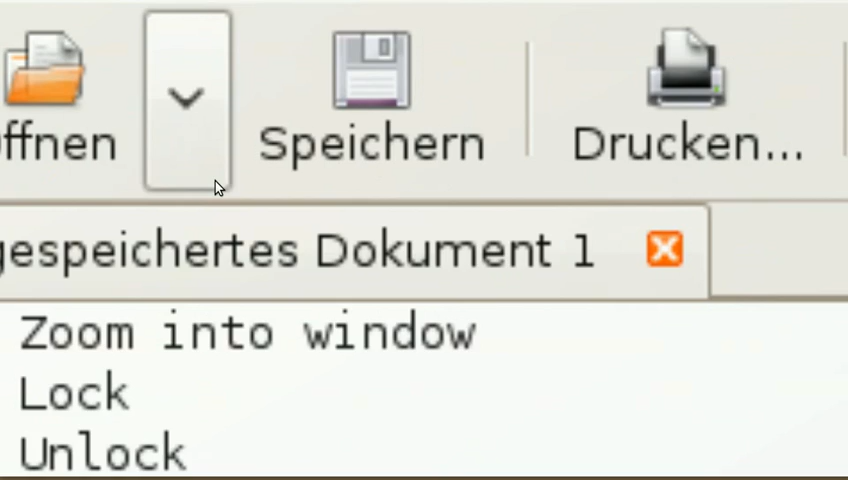 ffnen Speichern Drucken...
gespeichertes Dokument 1
Zoom into window
Lock
Unlock